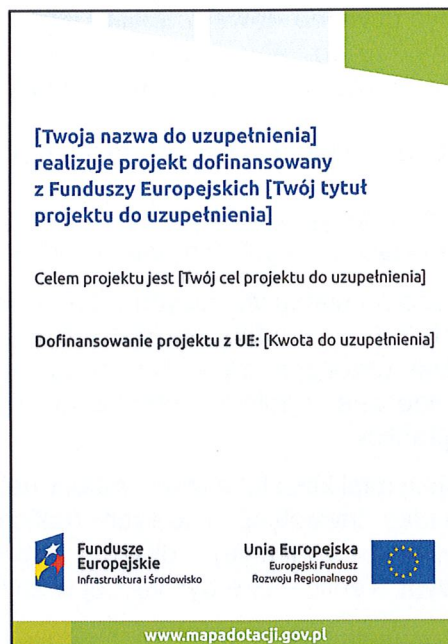 [Twoja nazwa do uzupełnienia]
realizuje projekt dofinansowany
z Funduszy Europejskich [Twój tytuł
projektu do uzupełnienia]
Celem projektu jest [Twój cel projektu do uzupełnienia]
Dofinansowanie projektu z UE: [Kwota do uzupełnienia]
Fundusze
Europejskie
Infrastruktura i Środowisko
Unia Europejska
Europejski Fundusz
Rozwoju Regionalnego
www.mapadotacji.gov.pl